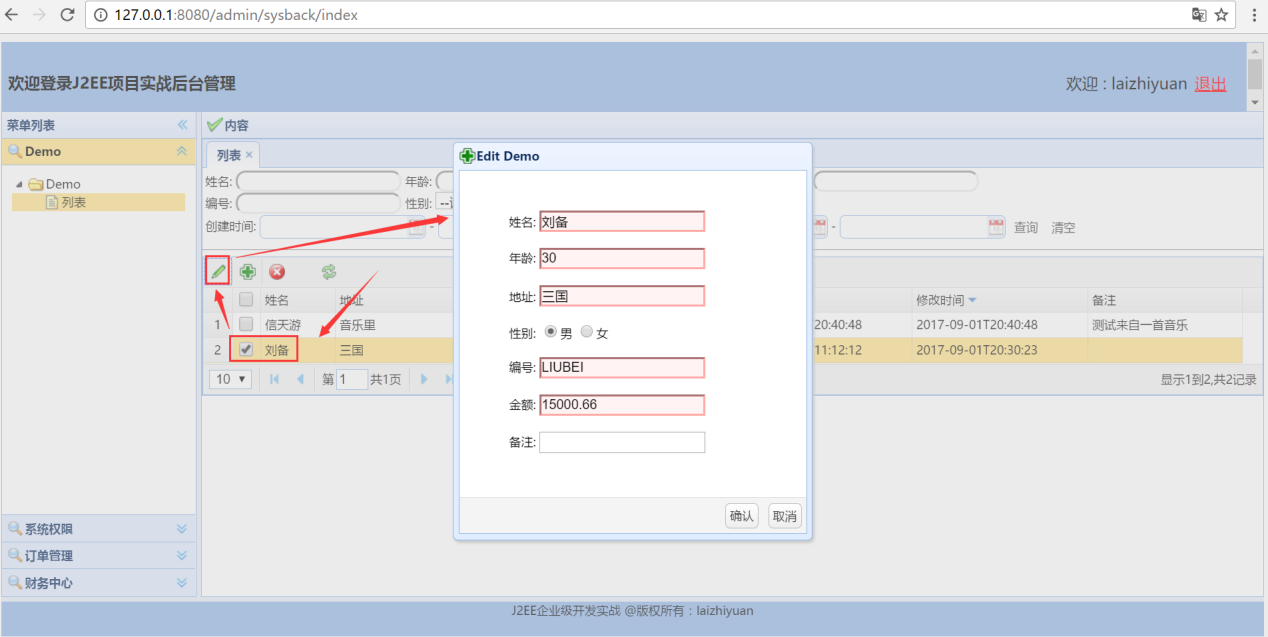 127.0.0.1:8080/admin/sysback/index
欢迎登录J2EE项目实战后台管理
欢迎 : laizhiyuan 退出
菜单列表
内容
Demo
列表
Demo
列表
姓名:
年龄:
编号:
性别:
创建时间:
-
-
查询 清空
姓名 地址 修改时间 备注
1 信天游 音乐里 20:40:48 2017-09-01T20:40:48 测试来自一首音乐
2 刘备 三国 11:12:12 2017-09-01T20:30:23
10 第 1 共1页
显示1到2,共2记录
Edit Demo
姓名: 刘备
年龄: 30
地址: 三国
性别: 男 女
编号: LIUBEI
金额: 15000.66
备注:
确认 取消
系统权限
订单管理
财务中心
J2EE企业级开发实战 @版权所有：laizhiyuan